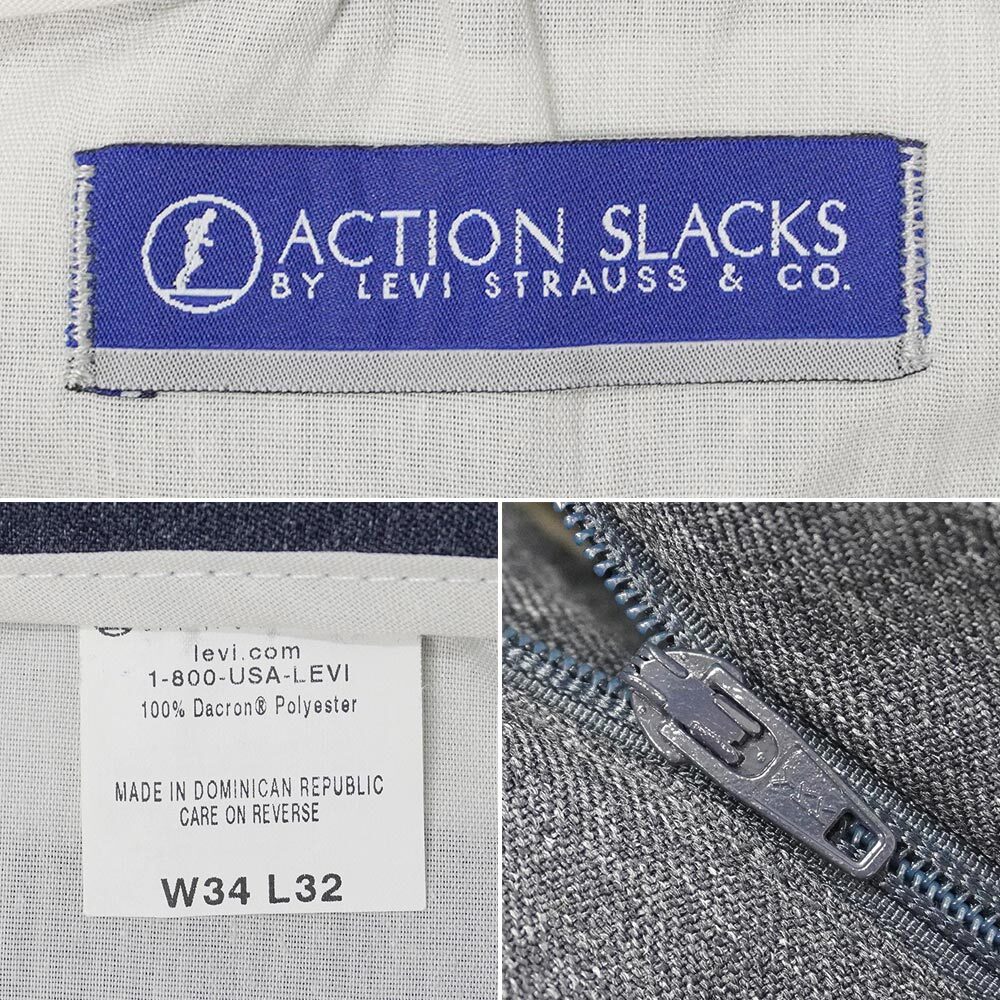 ACTION SLACKS
BY LEVI STRAUSS & CO.
levi.com
1-800-USA-LEVI
100% Dacron® Polyester
MADE IN DOMINICAN REPUBLIC
CARE ON REVERSE
W34 L32